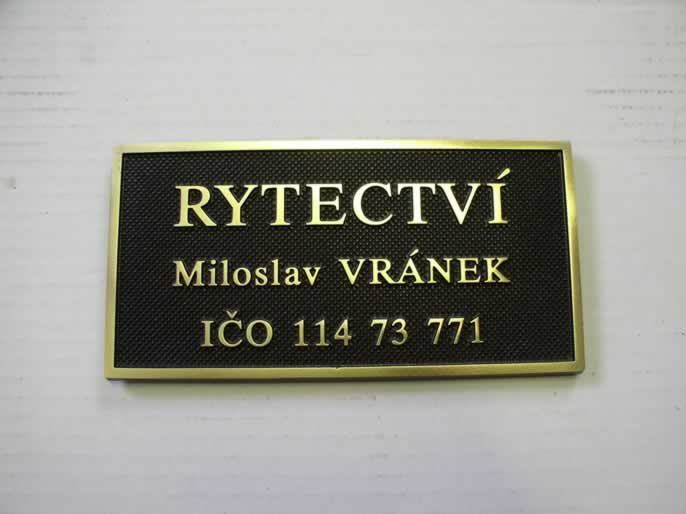 RYTECTVÍ
Miloslav VRÁNEK
IČO 114 73 771